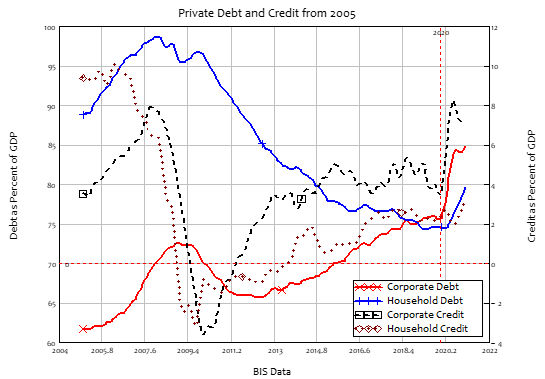 Private Debt and Credit from 2005
2020
100
95
90
85
80
75
70
65
60
12
10
8
6
4
2
0
2
4
0
Debt as Percent of GDP
Credit as Percent of GDP
Corporate Debt
Household Debt
Corporate Credit
Household Credit
2004 2005.8 2007.6 2009.4 2011.2 2013 2014.8 2016.6 2018.4 2020.2 2022
BIS Data